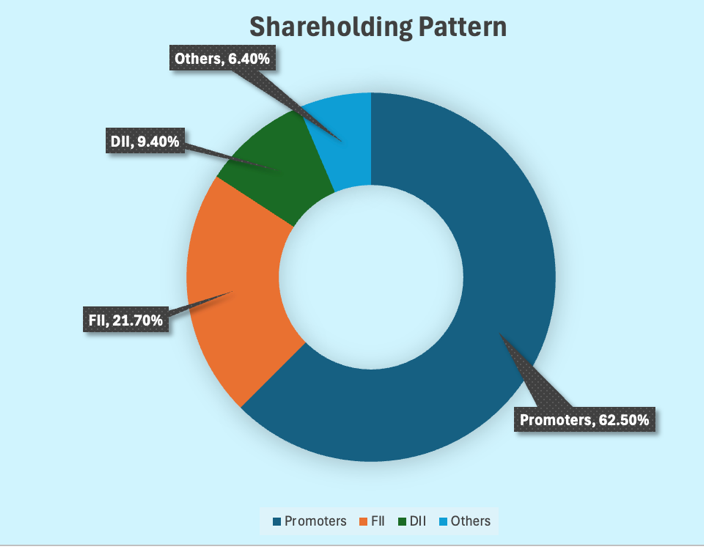 Shareholding Pattern
Others, 6.40%
DII, 9.40%
FII, 21.70%
Promoters, 62.50%
Promoters FII DII Others